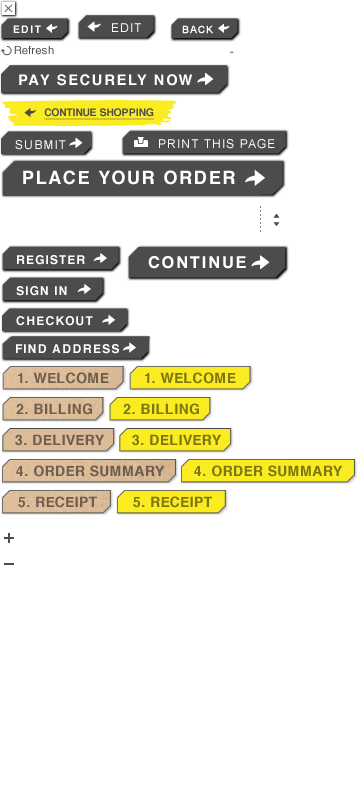 EDIT EDIT BACK
Refresh -
PAY SECURELY NOW
CONTINUE SHOPPING
SUBMIT PRINT THIS PAGE
PLACE YOUR ORDER
REGISTER CONTINUE
SIGN IN
CHECKOUT
FIND ADDRESS
1. WELCOME 1. WELCOME
2. BILLING 2. BILLING
3. DELIVERY 3. DELIVERY
4. ORDER SUMMARY 4. ORDER SUMMARY
5. RECEIPT 5. RECEIPT
+
−